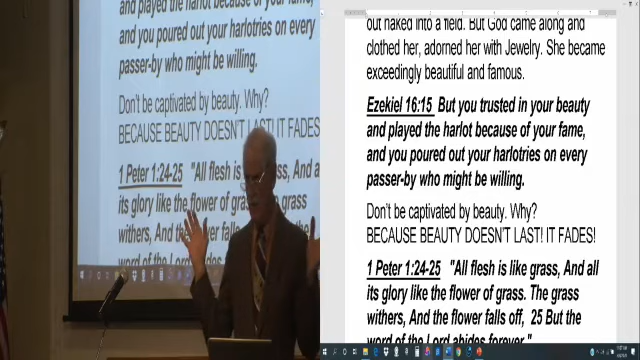 and played the harlot because of your fame,
and you poured out your harlotries on every
passer-by who might be willing.
Don't be captivated by beauty. Why?
BECAUSE BEAUTY DOESN'T LAST! IT FADES
1 Peter 1:24-25 "All flesh is ass, And a
its glory like the flower of gras grass
withers, And the er falls the
word of the Lord abides
out naked into a field. But God came along and
clothed her, adorned her with Jewelry. She became
exceedingly beautiful and famous.
Ezekiel 16:15 But you trusted in your beauty
and played the harlot because of your fame,
and you poured out your harlotries on every
passer-by who might be willing.
Don't be captivated by beauty. Why?
BECAUSE BEAUTY DOESN'T LAST! IT FADES!
1 Peter 1:24-25 "All flesh is like grass, And all
its glory like the flower of grass. The grass
withers, And the flower falls off, 25 But the
word of the Lord abides forever."